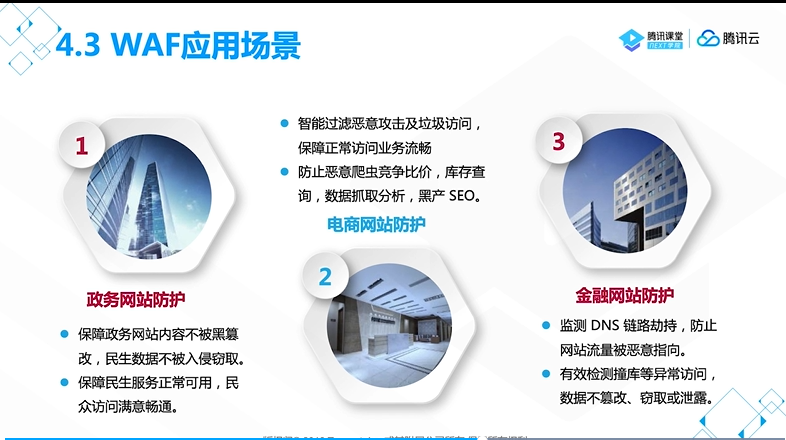 4.3 WAF应用场景
腾讯课堂
NEXT学院
腾讯云
1
政务网站防护
保障政务网站内容不被黑篡
改，民生数据不被入侵窃取。
保障民生服务正常可用，民
众访问满意畅通。
智能过滤恶意攻击及垃圾访问，
保障正常访问业务流畅
防止恶意爬虫竞争比价，库存查
询，数据抓取分析，黑产 SEO。
电商网站防护
2
3
金融网站防护
监测 DNS 链路劫持，防止
网站流量被恶意指向。
有效检测撞库等异常访问，
数据不篡改、窃取或泄露。